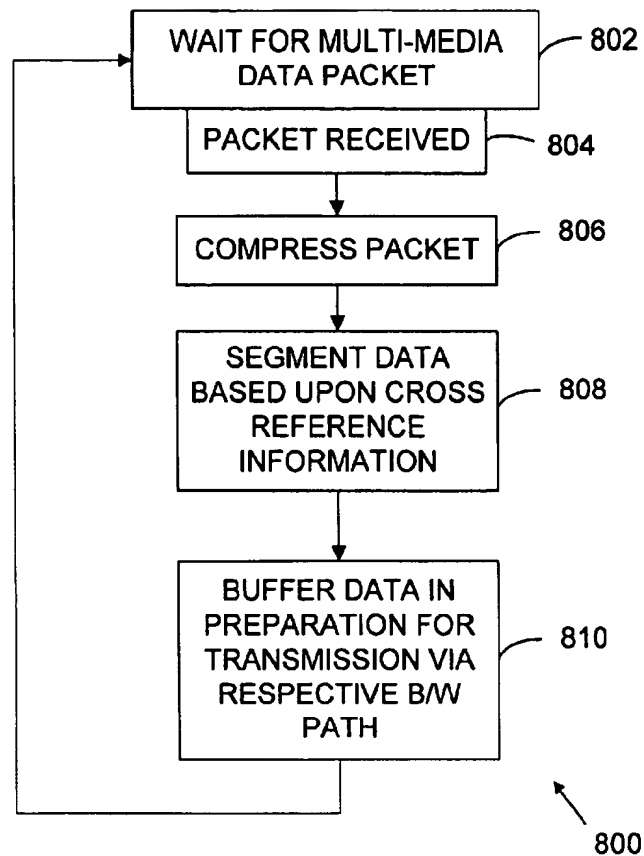 WAIT FOR MULTI-MEDIA
DATA PACKET
802
PACKET RECEIVED
804
COMPRESS PACKET
806
SEGMENT DATA
BASED UPON CROSS
REFERENCE
INFORMATION
808
BUFFER DATA IN
PREPARATION FOR
TRANSMISSION VIA
RESPECTIVE B/W
PATH
810
800